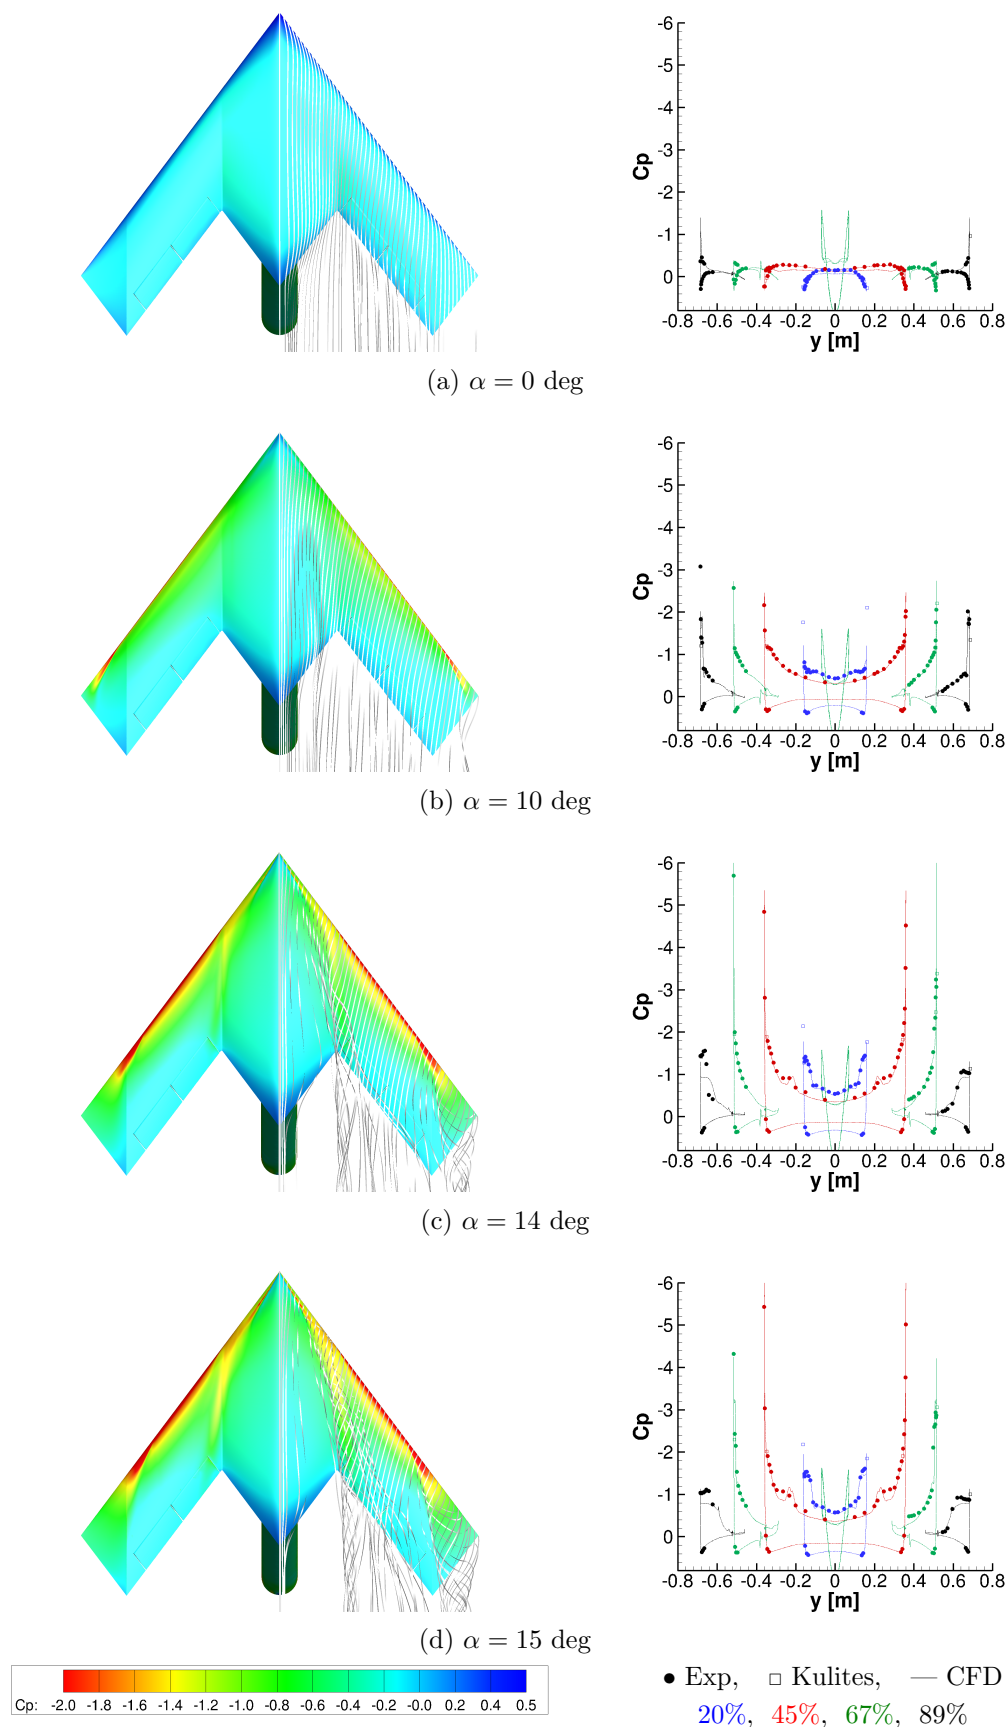 -6
-5
-4
-3
-2
-1
0
Cp
-0.8 -0.6 -0.4 -0.2 0 0.2 0.4 0.6 0.8
y [m]
(a) α = 0 deg
-6
-5
-4
-3
-2
-1
0
Cp
-0.8 -0.6 -0.4 -0.2 0 0.2 0.4 0.6 0.8
y [m]
(b) α = 10 deg
-6
-5
-4
-3
-2
-1
0
Cp
-0.8 -0.6 -0.4 -0.2 0 0.2 0.4 0.6 0.8
y [m]
(c) α = 14 deg
-6
-5
-4
-3
-2
-1
0
Cp
-0.8 -0.6 -0.4 -0.2 0 0.2 0.4 0.6 0.8
y [m]
(d) α = 15 deg
Cp: -2.0 -1.8 -1.6 -1.4 -1.2 -1.0 -0.8 -0.6 -0.4 -0.2 -0.0 0.2 0.4 0.5
● Exp, □ Kulites, — CFD
20%, 45%, 67%, 89%